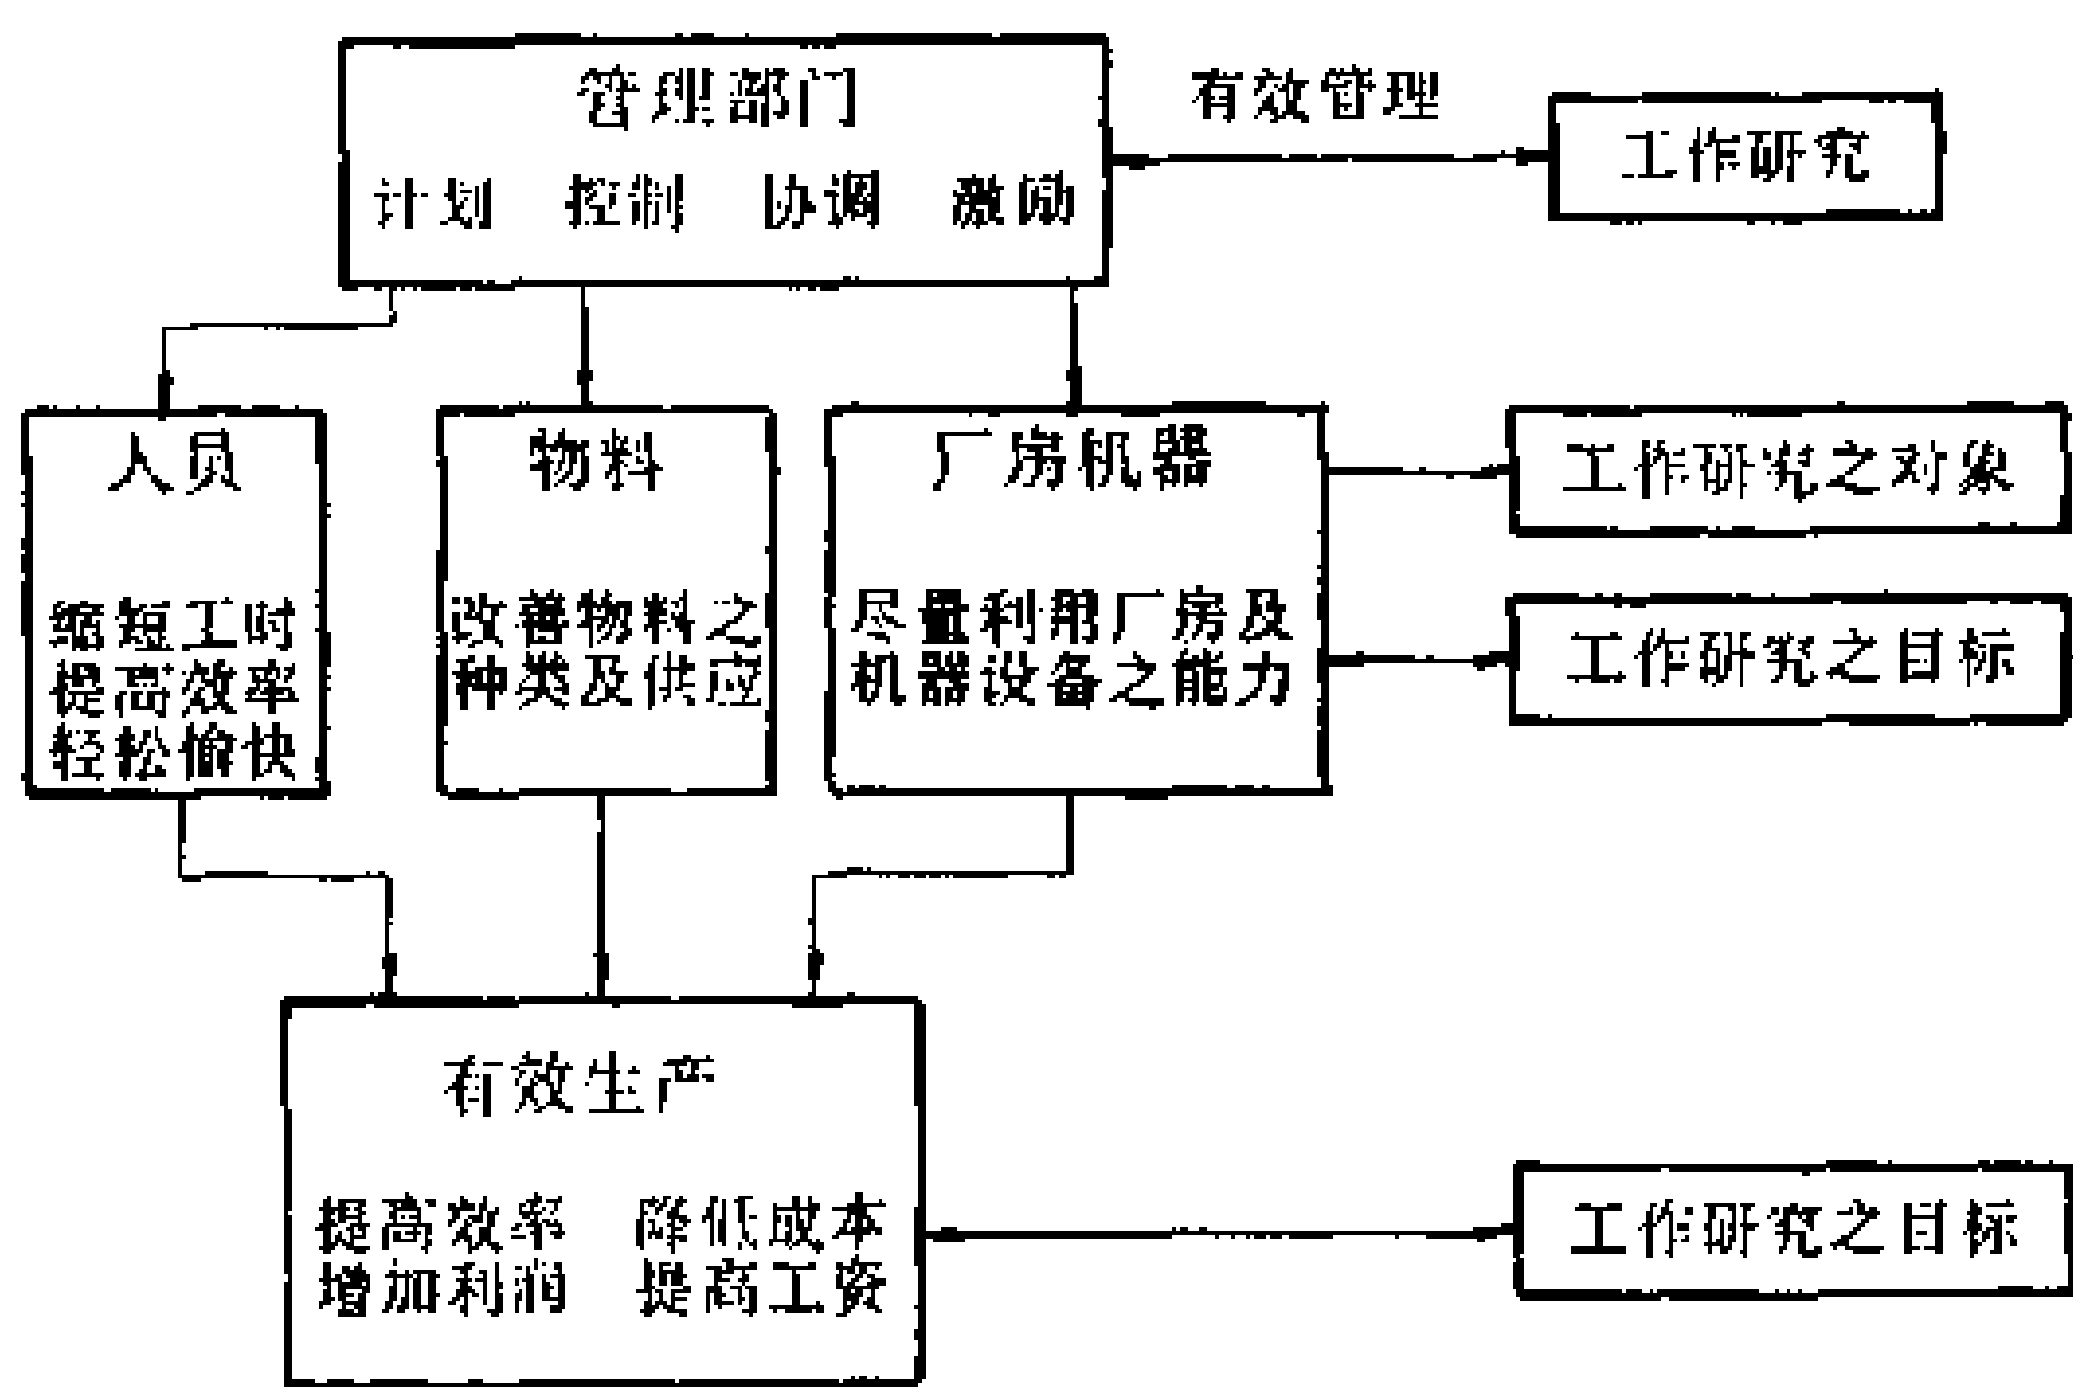 管理部门
计划 控制 协调 激励
有效管理
工作研究
人员
缩短工时
提高效率
轻松愉快
物料
改善物料之
种类及供应
厂房机器
尽量利用厂房及
机器设备之能力
工作研究之对象
工作研究之目标
有效生产
提高效率 降低成本
增加利润 提高工资
工作研究之目标